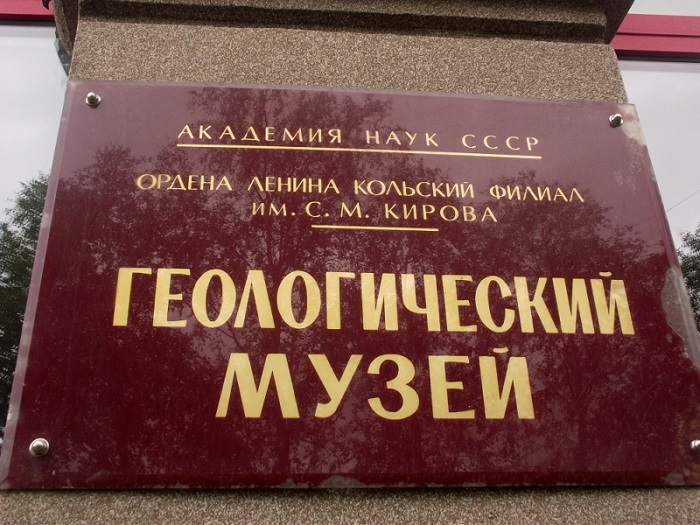 АКАДЕМИЯ НАУК СССР
ОРДЕНА ЛЕНИНА КОЛЬСКИЙ ФИЛИАЛ
ИМ. С. М. КИРОВА
ГЕОЛОГИЧЕСКИЙ
МУЗЕЙ